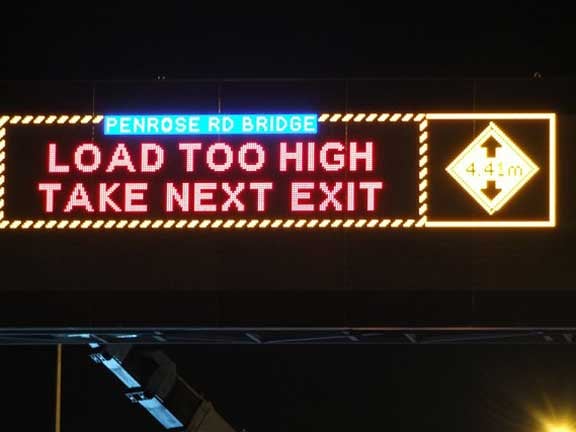 PENROSE RD BRIDGE
LOAD TOO HIGH
TAKE NEXT EXIT
4.41m